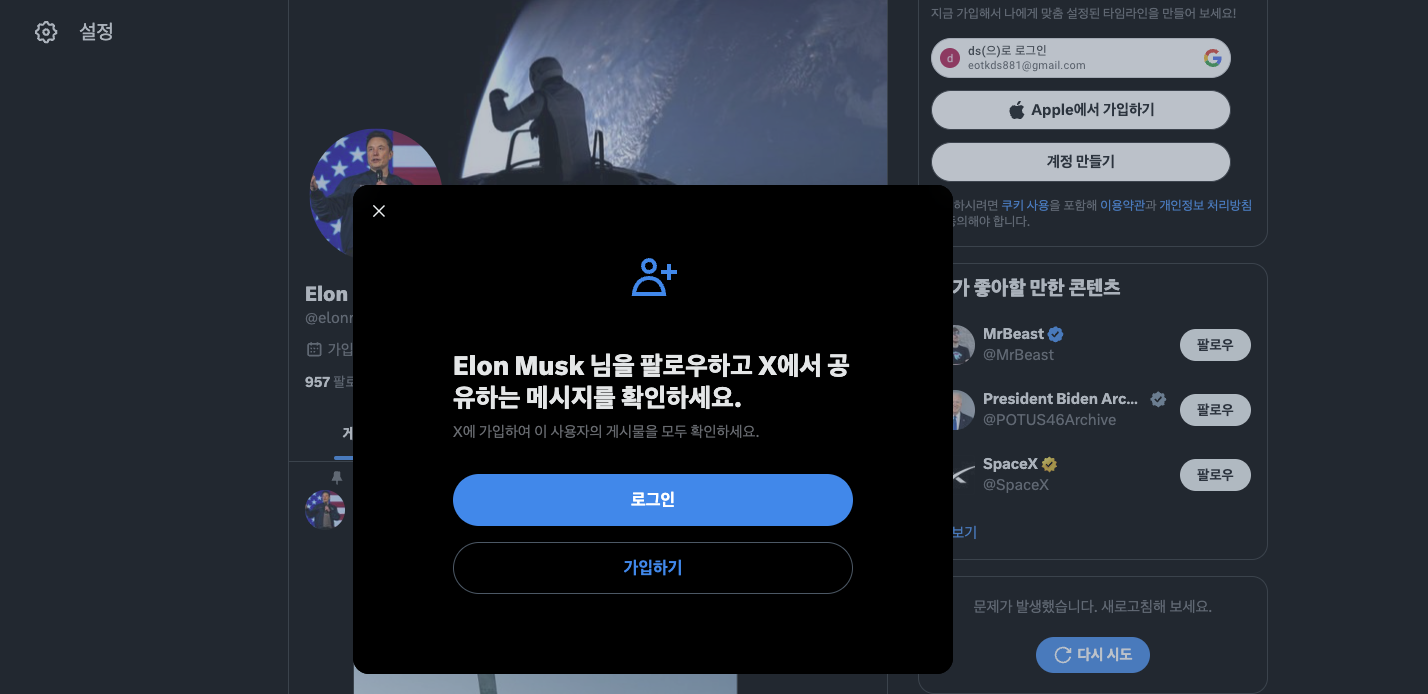 설정
지금 가입해서 나에게 맞춤 설정된 타임라인을 만들어 보세요!
d
ds(으)로 로그인
eotkds881@gmail.com
Apple에서 가입하기
계정 만들기
하시려면 쿠키 사용을 포함해 이용약관과 개인정보 처리방침
의해야 합니다.
Elon
가입
957
Elon Musk 님을 팔로우하고 X에서 공
유하는 메시지를 확인하세요.
X에 가입하여 이 사용자의 게시물을 모두 확인하세요.
로그인
가입하기
가 좋아할 만한 콘텐츠
MrBeast
@MrBeast
팔로우
President Biden Arc...
@POTUS46Archive
팔로우
SpaceX
@SpaceX
팔로우
보기
문제가 발생했습니다. 새로고침해 보세요.
다시 시도